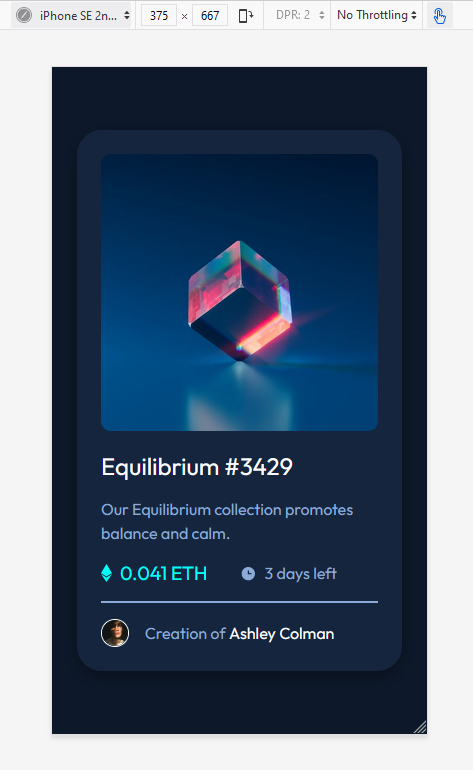 iPhone SE 2n... 375 × 667 DPR: 2 No Throttling
Equilibrium #3429
Our Equilibrium collection promotes
balance and calm.
0.041 ETH 3 days left
Creation of Ashley Colman